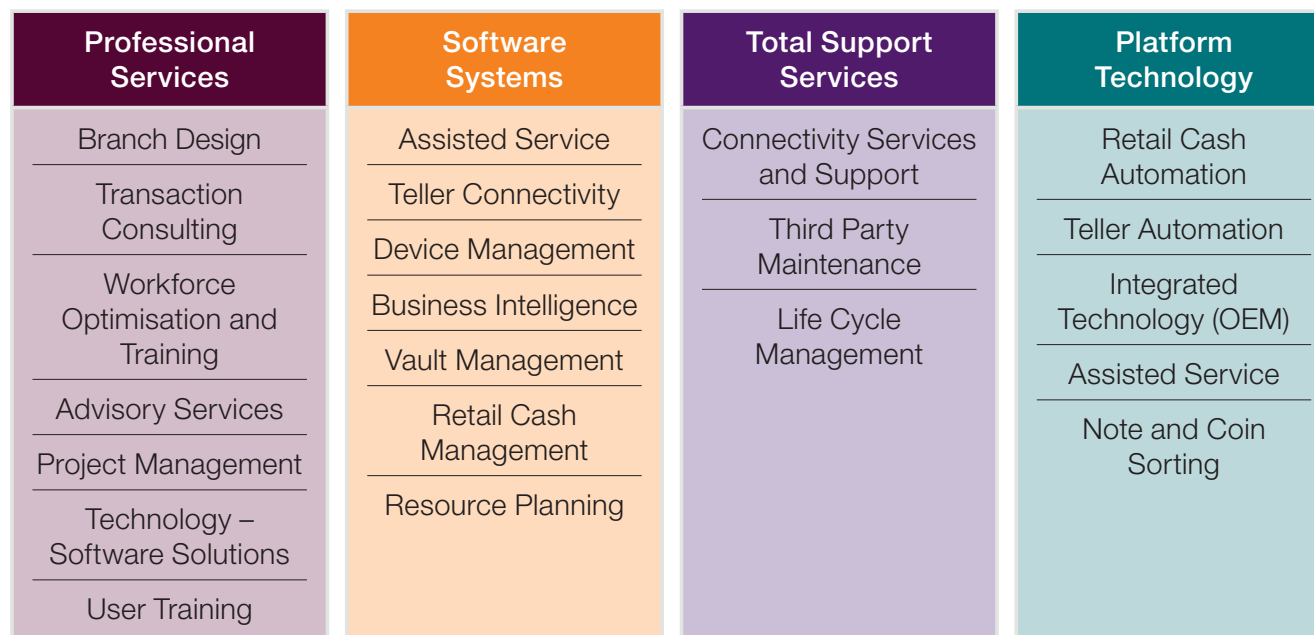 Professional
Services
Branch Design
Transaction
Consulting
Workforce
Optimisation and
Training
Advisory Services
Project Management
Technology –
Software Solutions
User Training
Software
Systems
Assisted Service
Teller Connectivity
Device Management
Business Intelligence
Vault Management
Retail Cash
Management
Resource Planning
Total Support
Services
Connectivity Services
and Support
Third Party
Maintenance
Life Cycle
Management
Platform
Technology
Retail Cash
Automation
Teller Automation
Integrated
Technology (OEM)
Assisted Service
Note and Coin
Sorting